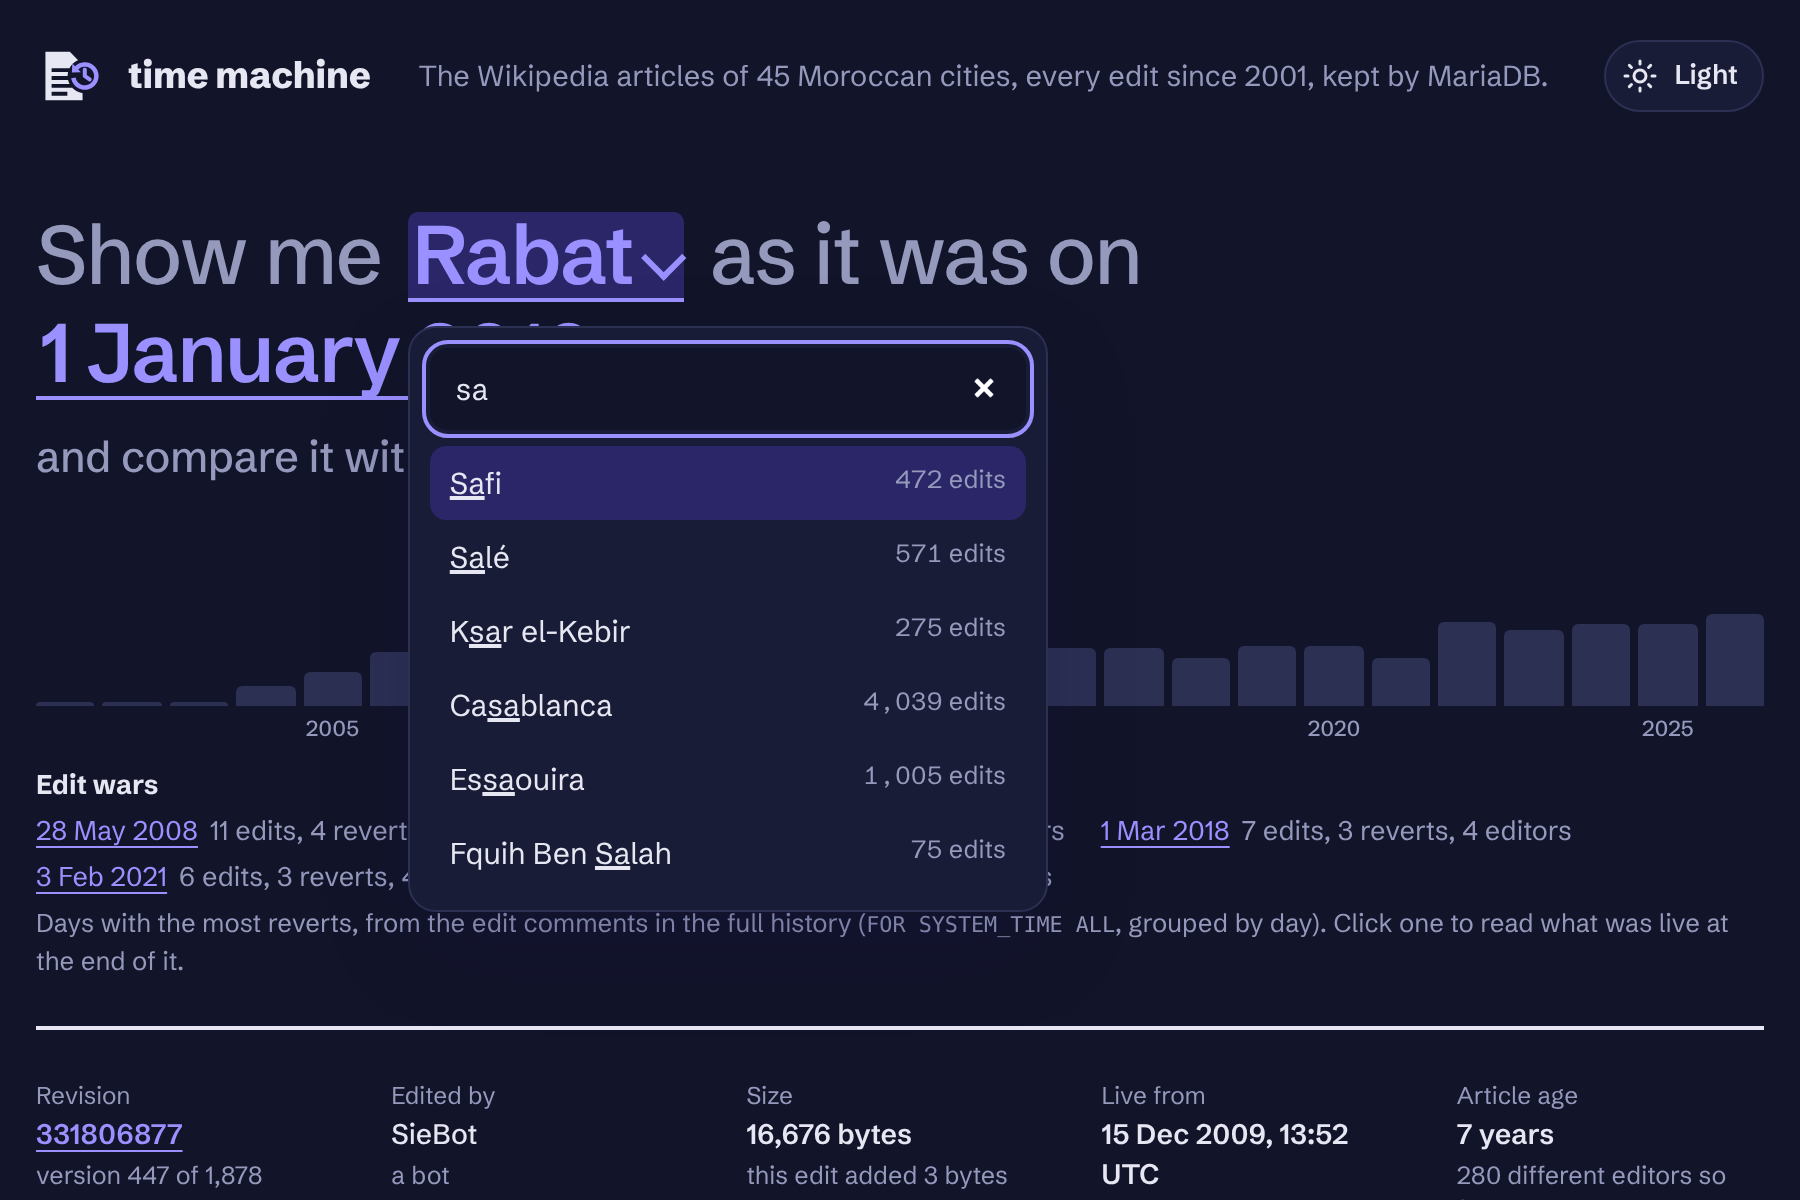 time machine
The Wikipedia articles of 45 Moroccan cities, every edit since 2001, kept by MariaDB.
Light
Show me Rabat as it was on
1 January
and compare it wit
sa
Safi 472 edits
Salé 571 edits
Ksar el-Kebir 275 edits
Casablanca 4,039 edits
Essaouira 1,005 edits
Fquih Ben Salah 75 edits
2005 2020 2025
Edit wars
28 May 2008 11 edits, 4 revert 1 Mar 2018 7 edits, 3 reverts, 4 editors
3 Feb 2021 6 edits, 3 reverts,
Days with the most reverts, from the edit comments in the full history (FOR SYSTEM_TIME ALL, grouped by day). Click one to read what was live at
the end of it.
Revision Edited by Size Live from Article age
331806877 SieBot 16,676 bytes 15 Dec 2009, 13:52 7 years
UTC
version 447 of 1,878 a bot this edit added 3 bytes 280 different editors so